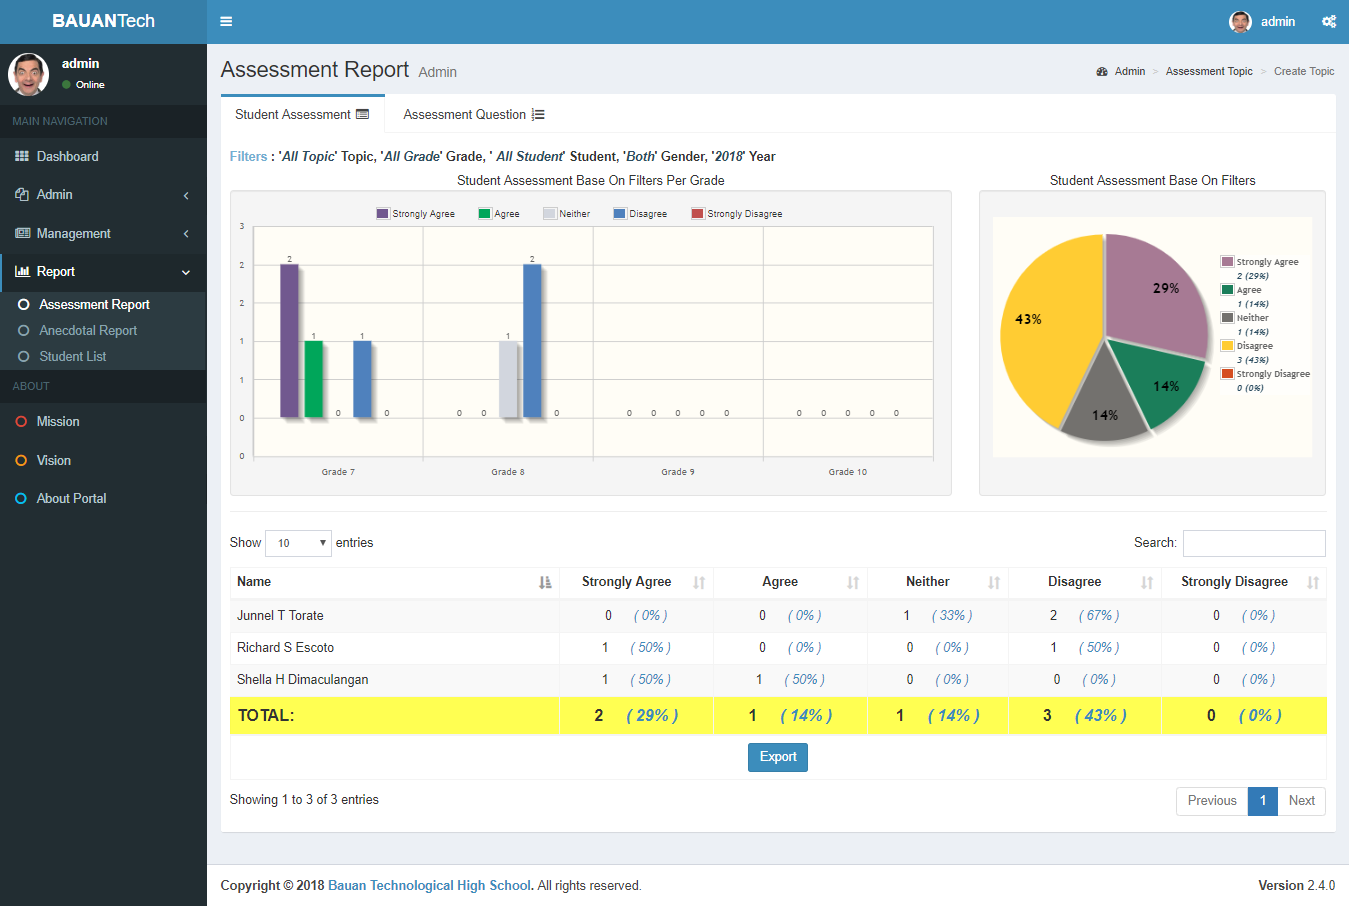 BAUANTech
admin
admin
Online
MAIN NAVIGATION
Dashboard
Admin
Management
Report
Assessment Report
Anecdotal Report
Student List
ABOUT
Mission
Vision
About Portal
Assessment Report Admin
Admin > Assessment Topic > Create Topic
Student Assessment
Assessment Question
Filters : 'All Topic' Topic, 'All Grade' Grade, ' All Student' Student, 'Both' Gender, '2018' Year
Student Assessment Base On Filters Per Grade
Strongly Agree Agree Neither Disagree Strongly Disagree
3
2
2
1
1
0
0
2 1 0 1 0
0 0 1 2 0
0 0 0 0 0
0 0 0 0 0
Grade 7 Grade 8 Grade 9 Grade 10
Student Assessment Base On Filters
29%
43%
14%
14%
Strongly Agree
2 (29%)
Agree
1 (14%)
Neither
1 (14%)
Disagree
3 (43%)
Strongly Disagree
0 (0%)
Show 10 entries
Search:
Name Strongly Agree Agree Neither Disagree Strongly Disagree
Junnel T Torate 0 ( 0% ) 0 ( 0% ) 1 ( 33% ) 2 ( 67% ) 0 ( 0% )
Richard S Escoto 1 ( 50% ) 0 ( 0% ) 0 ( 0% ) 1 ( 50% ) 0 ( 0% )
Shella H Dimaculangan 1 ( 50% ) 1 ( 50% ) 0 ( 0% ) 0 ( 0% ) 0 ( 0% )
TOTAL: 2 ( 29% ) 1 ( 14% ) 1 ( 14% ) 3 ( 43% ) 0 ( 0% )
Export
Showing 1 to 3 of 3 entries
Previous 1 Next
Copyright © 2018 Bauan Technological High School. All rights reserved.
Version 2.4.0